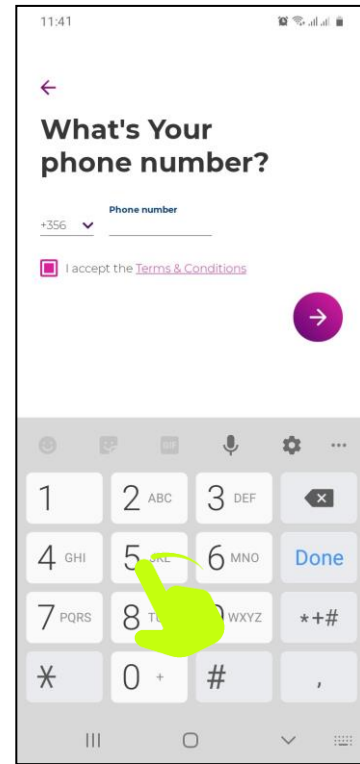 11:41
What's Your
phone number?
Phone number
+356
I accept the Terms & Conditions
GIF
1 2 ABC 3 DEF
4 GHI 5 6 MNO Done
7 PQRS 8 WXYZ *+#
* 0 + # ,